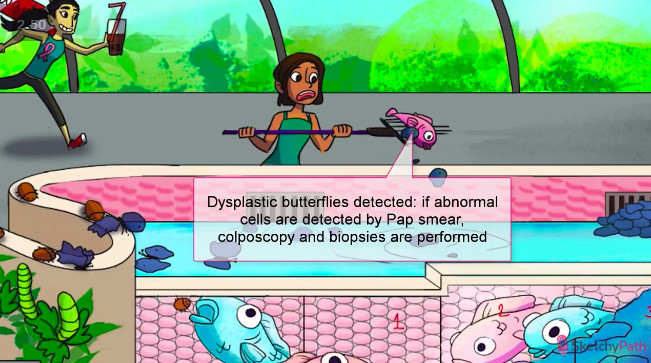 2.50
Dysplastic butterflies detected: if abnormal
cells are detected by Pap smear,
colposcopy and biopsies are performed
1
2
3
SketchyPath